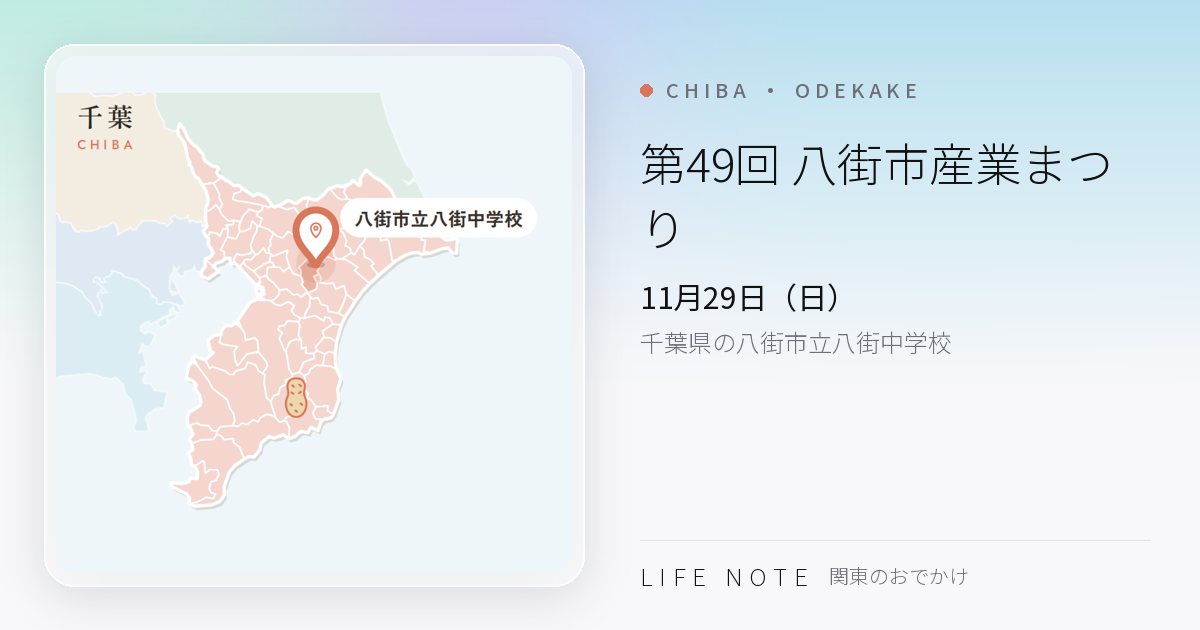 千葉
CHIBA
八街市立八街中学校
CHIBA • ODEKAKE
第49回 八街市産業まつ
り
11月29日（日）
千葉県の八街市立八街中学校
LIFE NOTE 関東のおでかけ